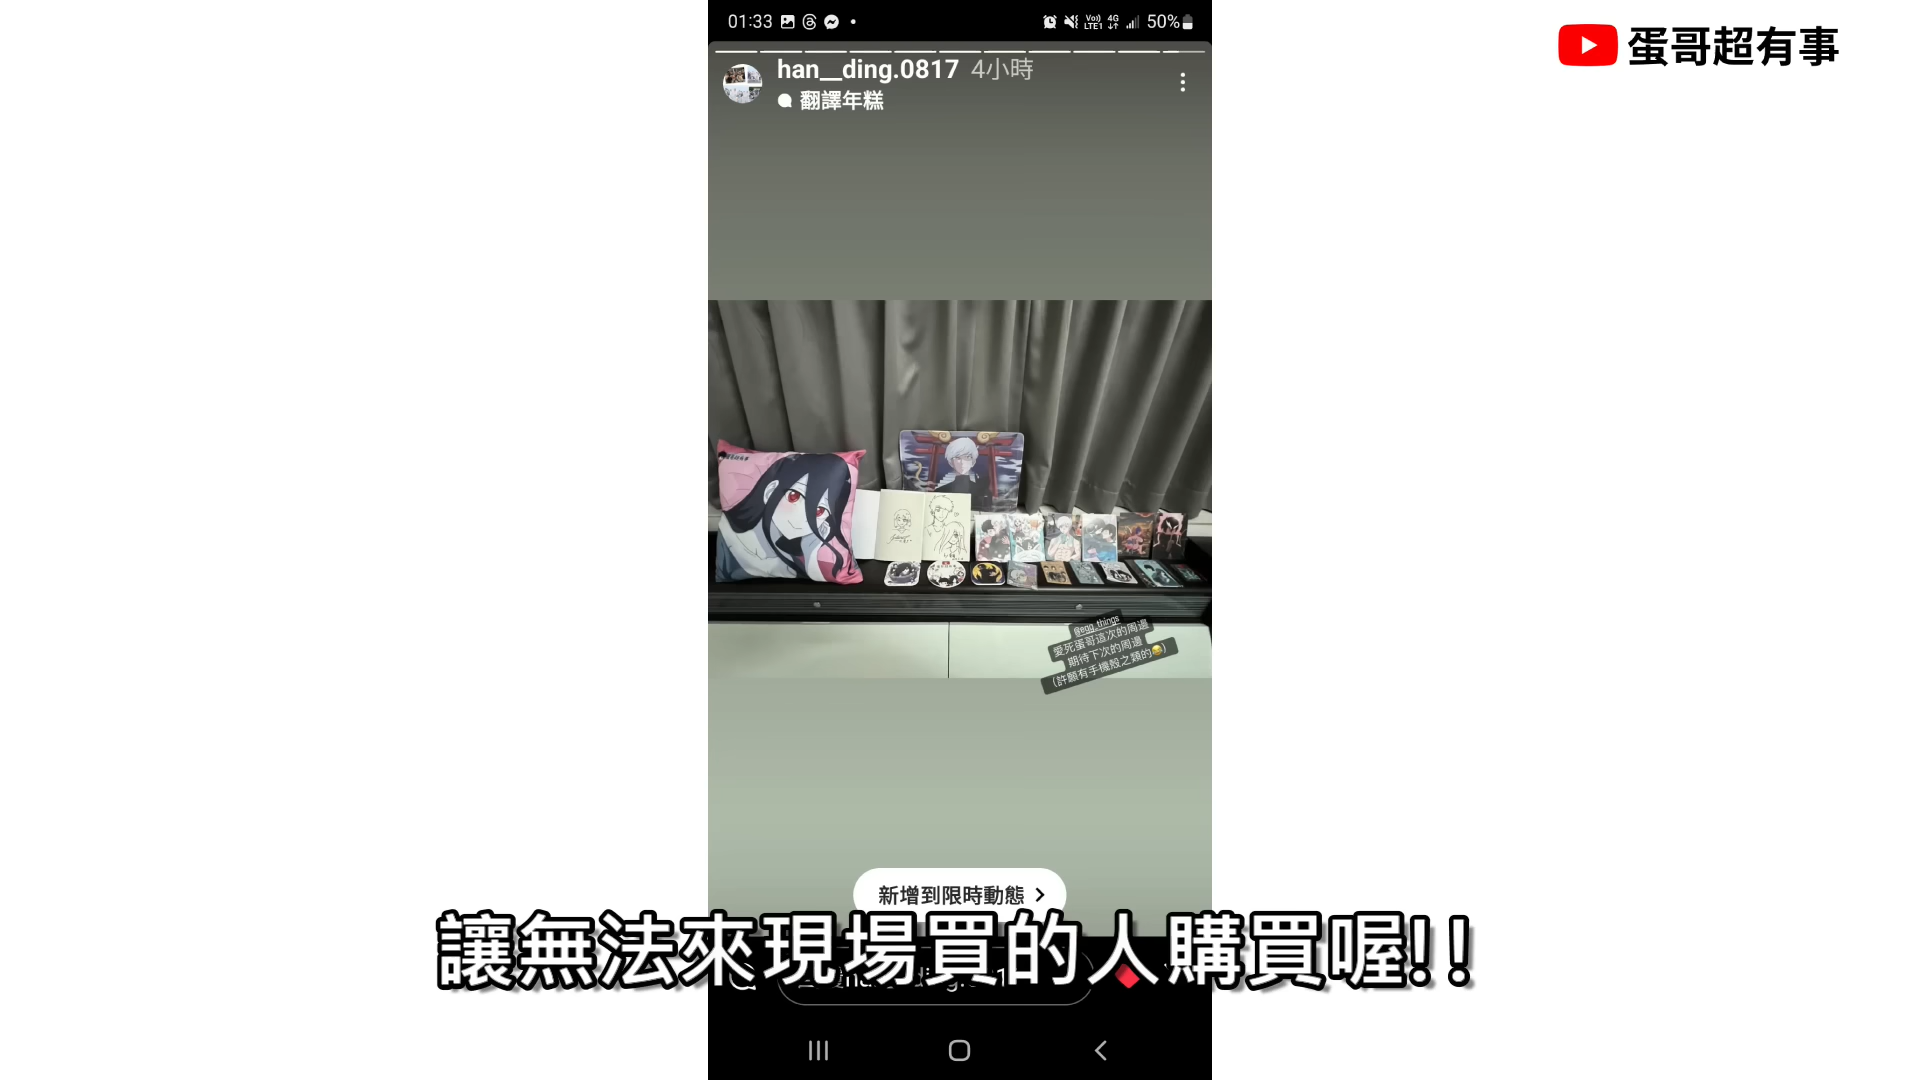 01:33
VoLTE1 4G 50%
蛋哥超有事
han__ding.0817 4小時
翻譯年糕
@egg_things
愛死蛋哥這次的周邊
期待下次的周邊
（許願有手機殼之類的😂）
新增到限時動態
讓無法來現場買的人購買喔!!